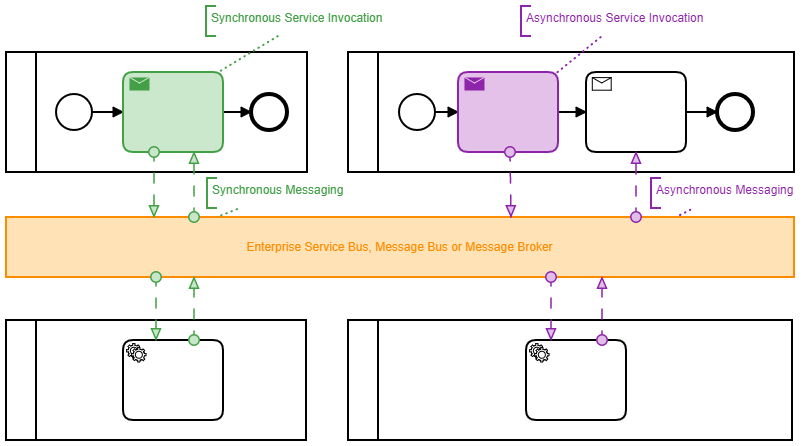 Synchronous Service Invocation
Asynchronous Service Invocation
Synchronous Messaging
Asynchronous Messaging
Enterprise Service Bus, Message Bus or Message Broker